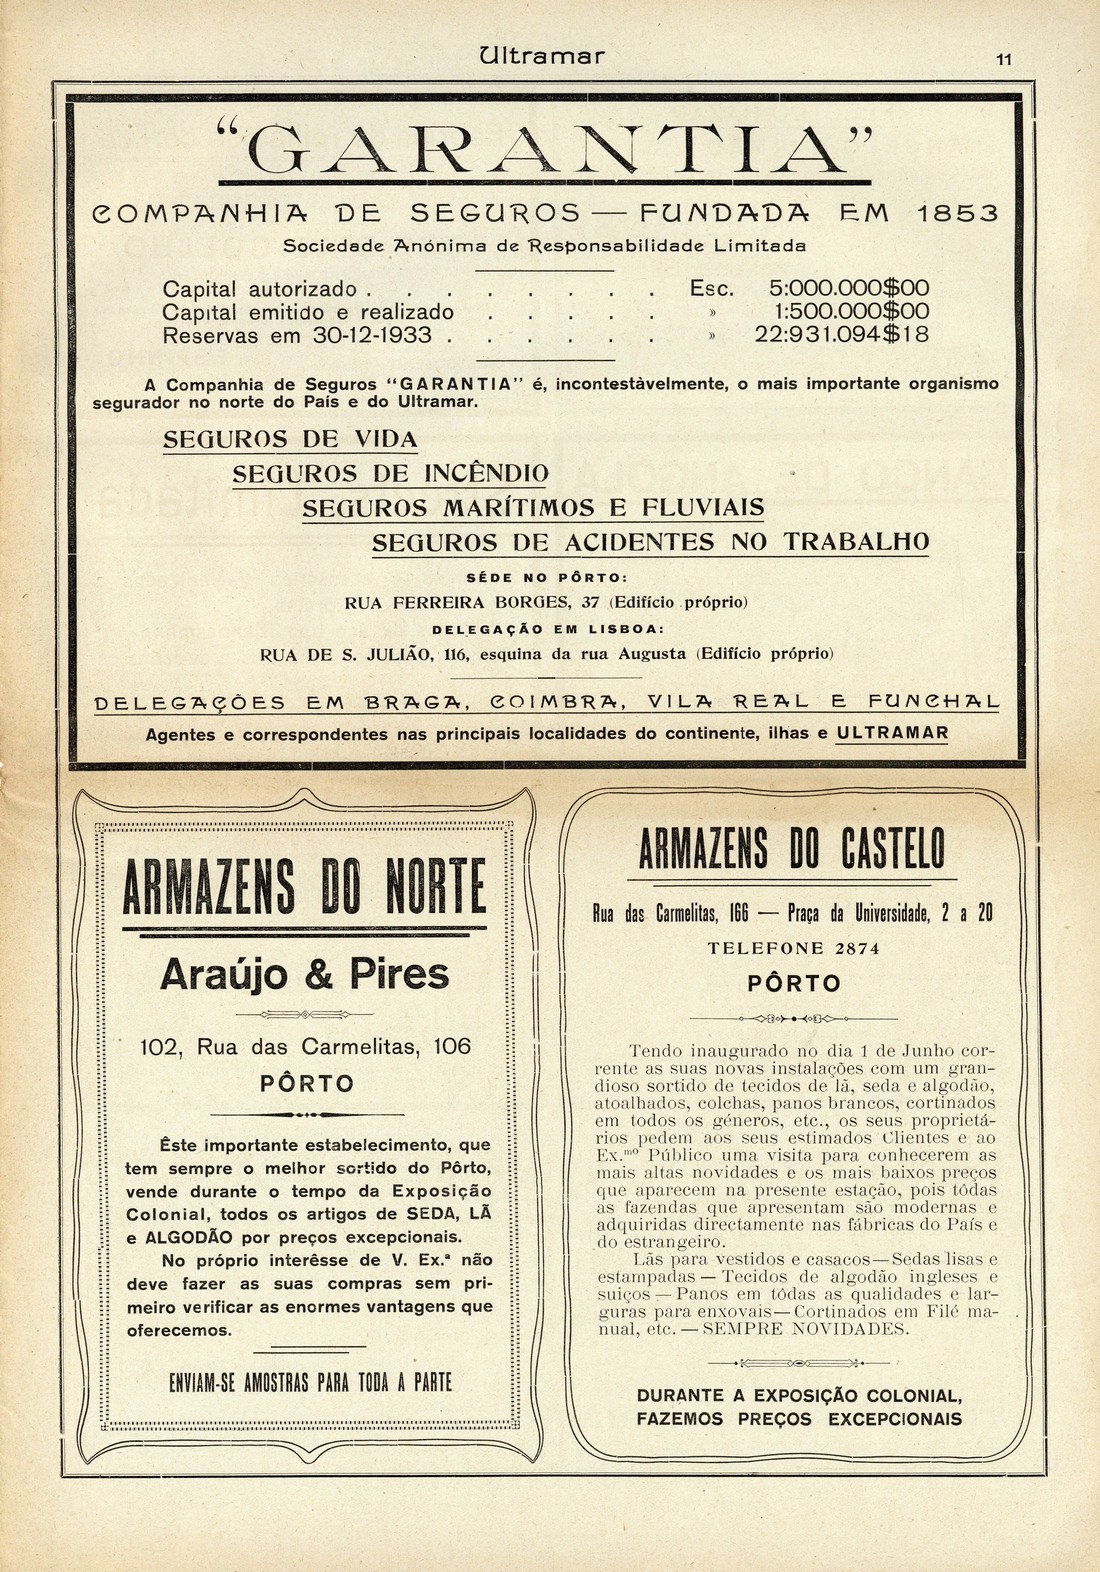 Ultramar
11
“GARANTIA”
COMPANHIA DE SEGUROS — FUNDADA EM 1853
Sociedade Anónima de Responsabilidade Limitada
Capital autorizado . . . . . . . . Esc. 5:000.000$00
Capital emitido e realizado . . . . . » 1:500.000$00
Reservas em 30-12-1933 . . . . . . » 22:931.094$18
A Companhia de Seguros “GARANTIA” é, incontestàvelmente, o mais importante organismo
segurador no norte do País e do Ultramar.
SEGUROS DE VIDA
SEGUROS DE INCÊNDIO
SEGUROS MARÍTIMOS E FLUVIAIS
SEGUROS DE ACIDENTES NO TRABALHO
SÉDE NO PÔRTO:
RUA FERREIRA BORGES, 37 (Edifício próprio)
DELEGAÇÃO EM LISBOA:
RUA DE S. JULIÃO, 116, esquina da rua Augusta (Edifício próprio)
DELEGAÇÕES EM BRAGA, COIMBRA, VILA REAL E FUNCHAL
Agentes e correspondentes nas principais localidades do continente, ilhas e ULTRAMAR
ARMAZENS DO NORTE
Araújo & Pires
102, Rua das Carmelitas, 106
PÔRTO
Êste importante estabelecimento, que
tem sempre o melhor sortido do Pôrto,
vende durante o tempo da Exposição
Colonial, todos os artigos de SEDA, LÃ
e ALGODÃO por preços excepcionais.
No próprio interêsse de V. Ex.ª não
deve fazer as suas compras sem pri-
meiro verificar as enormes vantagens que
oferecemos.
ENVIAM-SE AMOSTRAS PARA TODA A PARTE
ARMAZENS DO CASTELO
Rua das Carmelitas, 166 — Praça da Universidade, 2 a 20
TELEFONE 2874
PÔRTO
Tendo inaugurado no dia 1 de Junho cor-
rente as suas novas instalações com um gran-
dioso sortido de tecidos de lã, seda e algodão,
atoalhados, colchas, panos brancos, cortinados
em todos os géneros, etc., os seus proprietá-
rios pedem aos seus estimados Clientes e ao
Ex.ᵐᵒ Público uma visita para conhecerem as
mais altas novidades e os mais baixos preços
que aparecem na presente estação, pois tôdas
as fazendas que apresentam são modernas e
adquiridas directamente nas fábricas do País e
do estrangeiro.
Lãs para vestidos e casacos—Sedas lisas e
estampadas — Tecidos de algodão ingleses e
suiços — Panos em tôdas as qualidades e lar-
guras para enxovais—Cortinados em Filé ma-
nual, etc. — SEMPRE NOVIDADES.
DURANTE A EXPOSIÇÃO COLONIAL,
FAZEMOS PREÇOS EXCEPCIONAIS